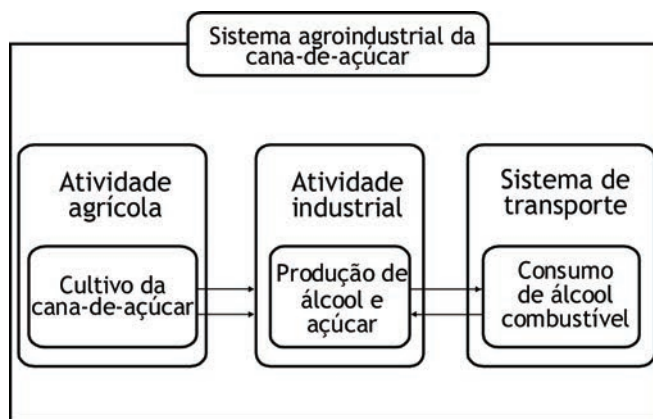 Sistema agroindustrial da
cana-de-açúcar
Atividade
agrícola
Cultivo da
cana-de-açúcar
Atividade
industrial
Produção de
álcool e
açúcar
Sistema de
transporte
Consumo
de álcool
combustível